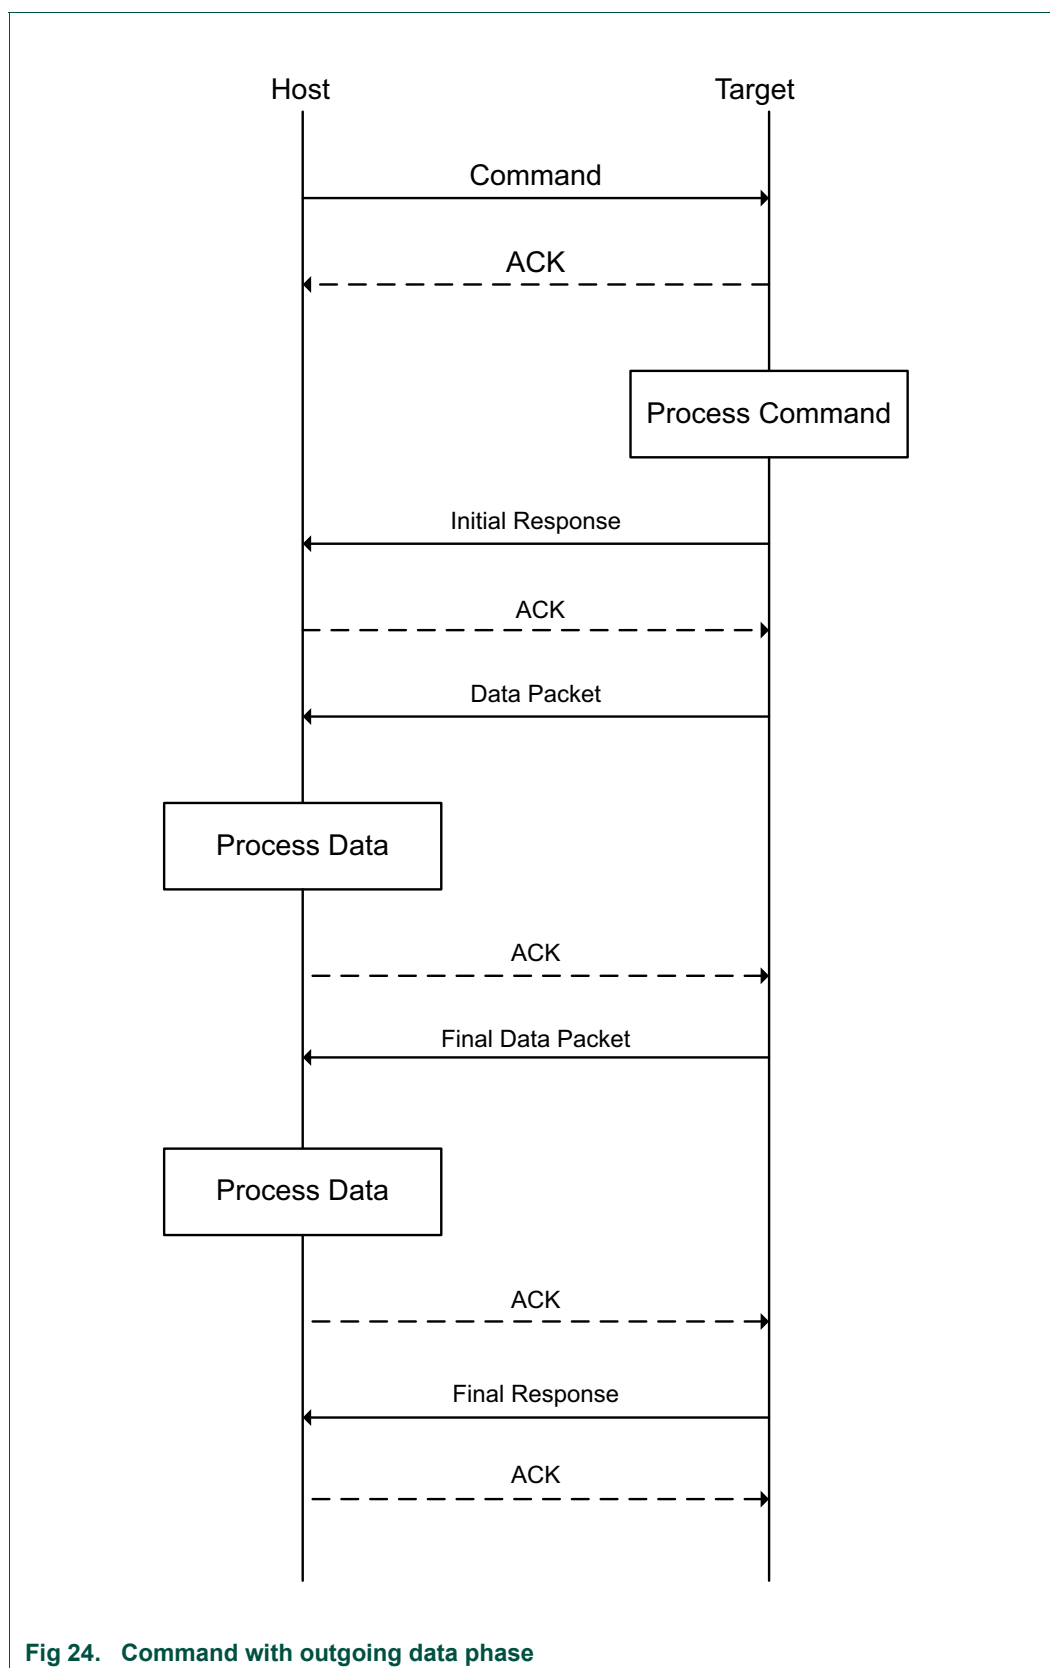 Host
Target
Command
ACK
Process Command
Initial Response
ACK
Data Packet
Process Data
ACK
Final Data Packet
Process Data
ACK
Final Response
ACK
Fig 24. Command with outgoing data phase